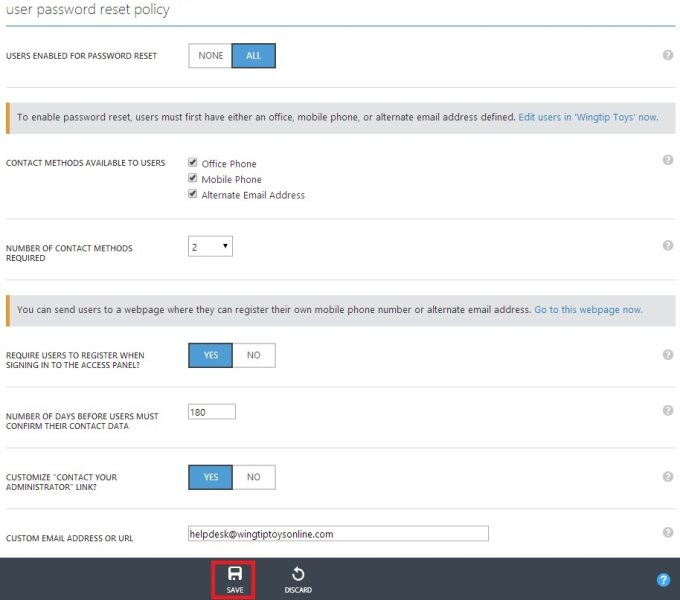 user password reset policy
USERS ENABLED FOR PASSWORD RESET
NONE ALL
?
To enable password reset, users must first have either an office, mobile phone, or alternate email address defined. Edit users in 'Wingtip Toys' now.
CONTACT METHODS AVAILABLE TO USERS
Office Phone
?
Mobile Phone
Alternate Email Address
NUMBER OF CONTACT METHODS
REQUIRED
2
?
You can send users to a webpage where they can register their own mobile phone number or alternate email address. Go to this webpage now.
REQUIRE USERS TO REGISTER WHEN
SIGNING IN TO THE ACCESS PANEL?
YES NO
?
NUMBER OF DAYS BEFORE USERS MUST
CONFIRM THEIR CONTACT DATA
180
?
CUSTOMIZE "CONTACT YOUR
ADMINISTRATOR" LINK?
YES NO
?
CUSTOM EMAIL ADDRESS OR URL
helpdesk@wingtiptoysonline.com
?
SAVE DISCARD
?